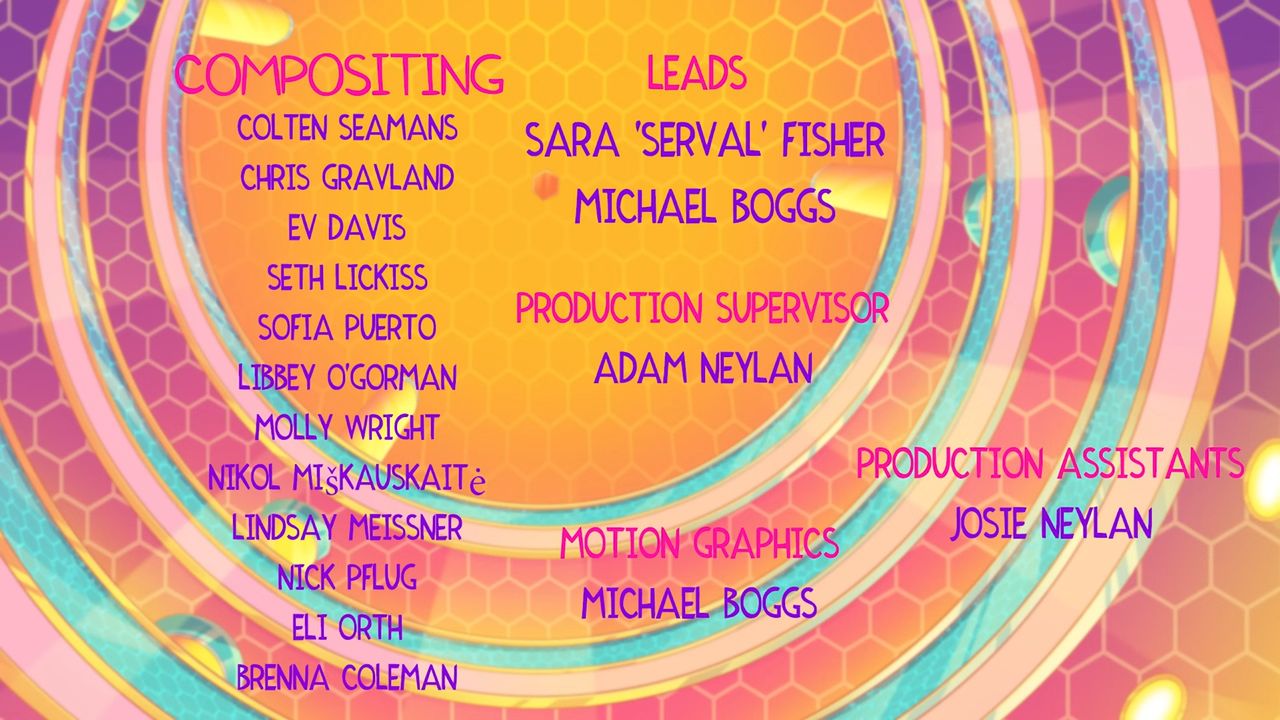 COMPOSITING
COLTEN SEAMANS
CHRIS GRAVLAND
EV DAVIS
SETH LICKISS
SOFIA PUERTO
LIBBEY O'GORMAN
MOLLY WRIGHT
NIKOL MIšKAUSKAITė
LINDSAY MEISSNER
NICK PFLUG
ELI ORTH
BRENNA COLEMAN
LEADS
SARA 'SERVAL' FISHER
MICHAEL BOGGS
PRODUCTION SUPERVISOR
ADAM NEYLAN
MOTION GRAPHICS
MICHAEL BOGGS
PRODUCTION ASSISTANTS
JOSIE NEYLAN